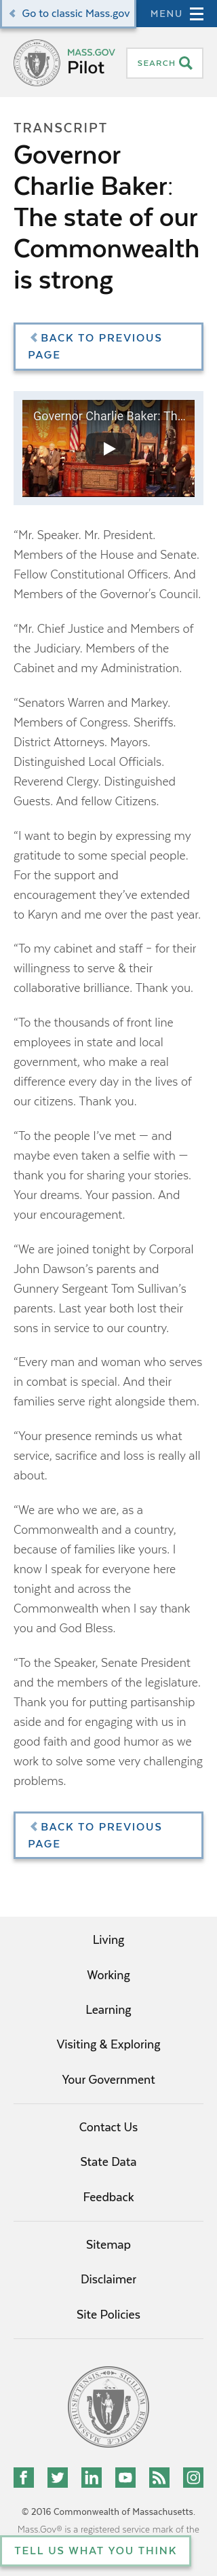 Go to classic Mass.gov
MENU
MASS.GOV
Pilot
SEARCH
TRANSCRIPT
Governor
Charlie Baker:
The state of our
Commonwealth
is strong
BACK TO PREVIOUS
PAGE
Governor Charlie Baker: Th...
“Mr. Speaker. Mr. President.
Members of the House and Senate.
Fellow Constitutional Officers. And
Members of the Governor's Council.
“Mr. Chief Justice and Members of
the Judiciary. Members of the
Cabinet and my Administration.
“Senators Warren and Markey.
Members of Congress. Sheriffs.
District Attorneys. Mayors.
Distinguished Local Officials.
Reverend Clergy. Distinguished
Guests. And fellow Citizens.
“I want to begin by expressing my
gratitude to some special people.
For the support and
encouragement they’ve extended
to Karyn and me over the past year.
“To my cabinet and staff – for their
willingness to serve & their
collaborative brilliance. Thank you.
“To the thousands of front line
employees in state and local
government, who make a real
difference every day in the lives of
our citizens. Thank you.
“To the people I’ve met — and
maybe even taken a selfie with —
thank you for sharing your stories.
Your dreams. Your passion. And
your encouragement.
“We are joined tonight by Corporal
John Dawson’s parents and
Gunnery Sergeant Tom Sullivan’s
parents. Last year both lost their
sons in service to our country.
“Every man and woman who serves
in combat is special. And their
families serve right alongside them.
“Your presence reminds us what
service, sacrifice and loss is really all
about.
“We are who we are, as a
Commonwealth and a country,
because of families like yours. I
know I speak for everyone here
tonight and across the
Commonwealth when I say thank
you and God Bless.
“To the Speaker, Senate President
and the members of the legislature.
Thank you for putting partisanship
aside and for engaging with us in
good faith and good humor as we
work to solve some very challenging
problems.
BACK TO PREVIOUS
PAGE
Living
Working
Learning
Visiting & Exploring
Your Government
Contact Us
State Data
Feedback
Sitemap
Disclaimer
Site Policies
© 2016 Commonwealth of Massachusetts.
Mass.Gov® is a registered service mark of the
TELL US WHAT YOU THINK